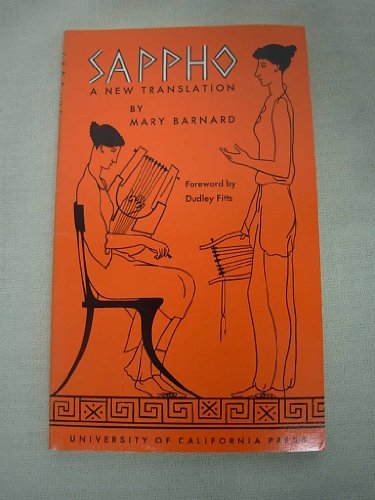 SAPPHO
A NEW TRANSLATION
BY
MARY BARNARD
Foreword by
Dudley Fitts
UNIVERSITY OF CALIFORNIA PRESS